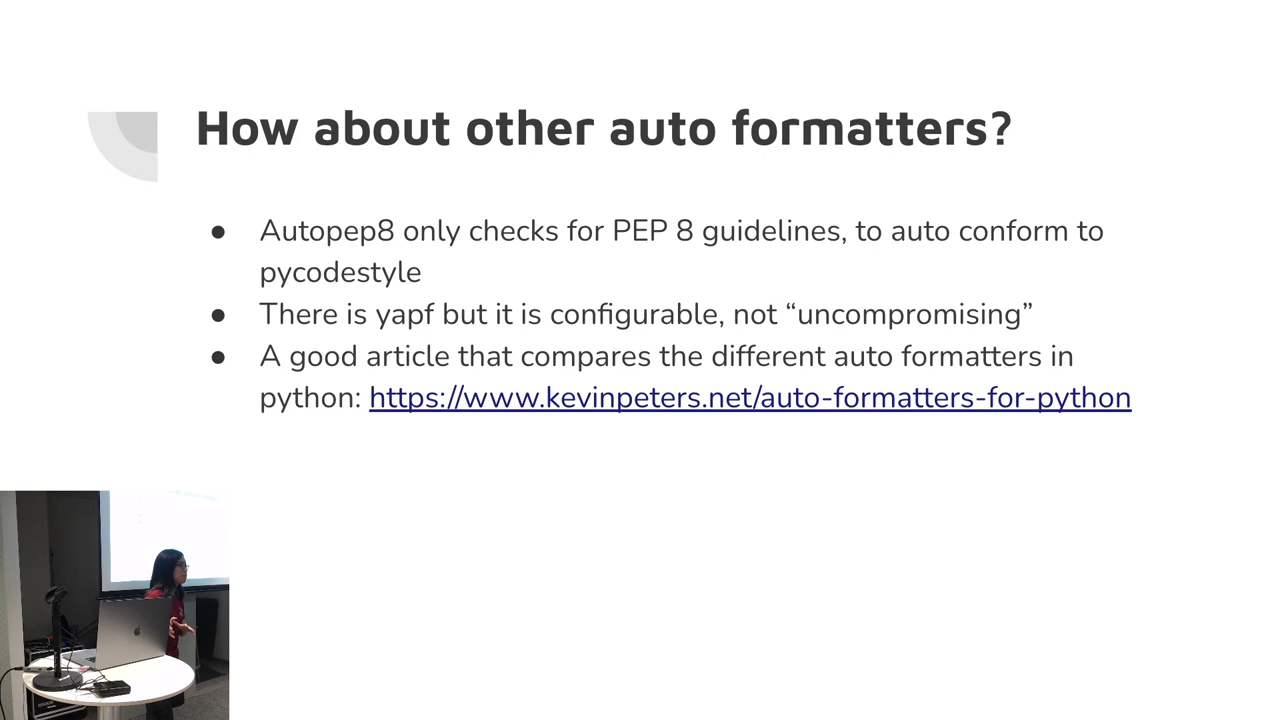 How about other auto formatters?
● Autopep8 only checks for PEP 8 guidelines, to auto conform to
pycodestyle
● There is yapf but it is configurable, not “uncompromising”
● A good article that compares the different auto formatters in
python: https://www.kevinpeters.net/auto-formatters-for-python